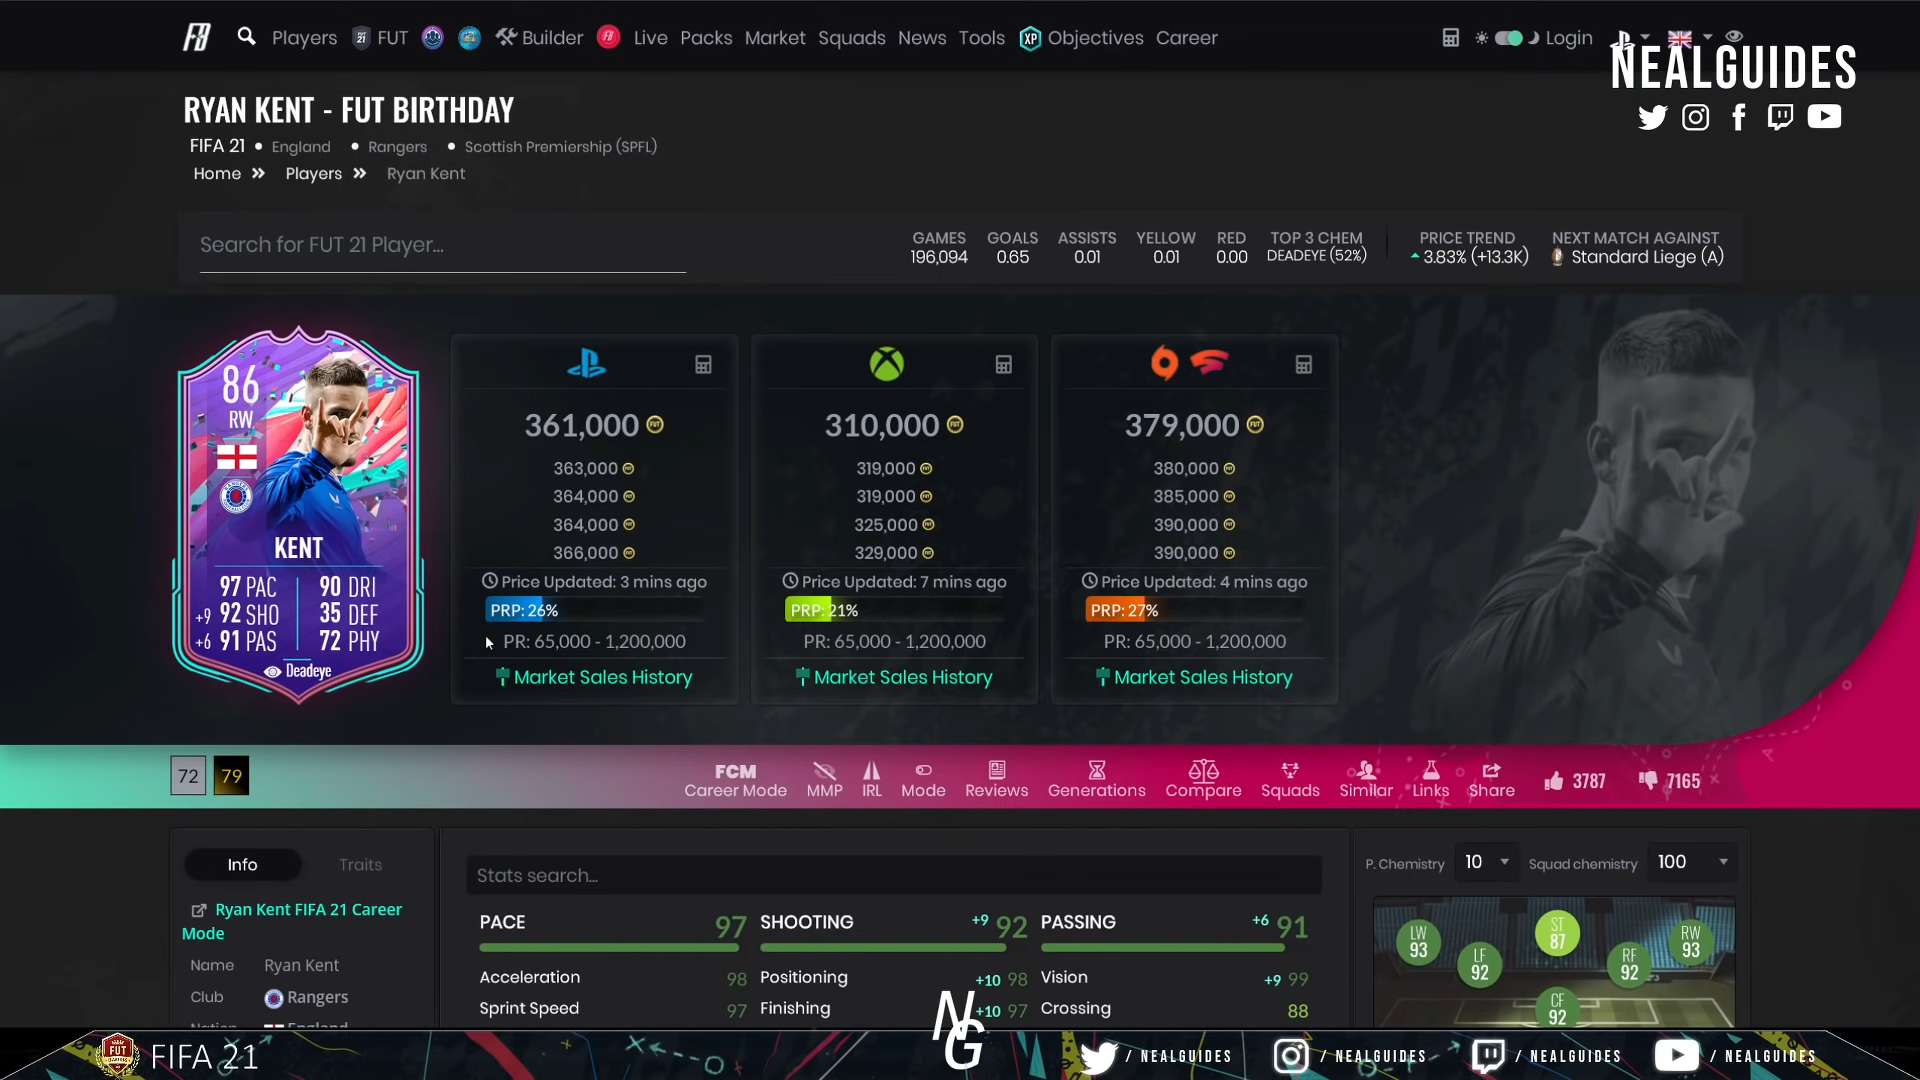 Players FUT Builder Live Packs Market Squads News Tools XP Objectives Career Login
NEALGUIDES
RYAN KENT - FUT BIRTHDAY
FIFA 21 • England • Rangers • Scottish Premiership (SPFL)
Home » Players » Ryan Kent
Search for FUT 21 Player...
GAMES GOALS ASSISTS YELLOW RED TOP 3 CHEM PRICE TREND NEXT MATCH AGAINST
196,094 0.65 0.01 0.01 0.00 DEADEYE (52%) 3.83% (+13.3K) Standard Liege (A)
86
RW
KENT
97 PAC 90 DRI
+9 92 SHO 35 DEF
+6 91 PAS 72 PHY
Deadeye
361,000
363,000
364,000
364,000
366,000
Price Updated: 3 mins ago
PRP: 26%
PR: 65,000 - 1,200,000
Market Sales History
310,000
319,000
319,000
325,000
329,000
Price Updated: 7 mins ago
PRP: 21%
PR: 65,000 - 1,200,000
Market Sales History
379,000
380,000
385,000
390,000
390,000
Price Updated: 4 mins ago
PRP: 27%
PR: 65,000 - 1,200,000
Market Sales History
72 79
FCM
Career Mode MMP IRL Mode Reviews Generations Compare Squads Similar Links Share 3787 7165
Info Traits
Ryan Kent FIFA 21 Career
Mode
Name Ryan Kent
Club Rangers
Stats search...
PACE 97 SHOOTING +9 92 PASSING +6 91
Acceleration 98 Positioning +10 98 Vision +9 99
Sprint Speed 97 Finishing +10 97 Crossing 88
P. Chemistry 10 Squad chemistry 100
LW
93
LF
92
ST
87
RF
92
RW
93
CF
92
FUT FIFA 21
NG
/ NEALGUIDES / NEALGUIDES / NEALGUIDES / NEALGUIDES